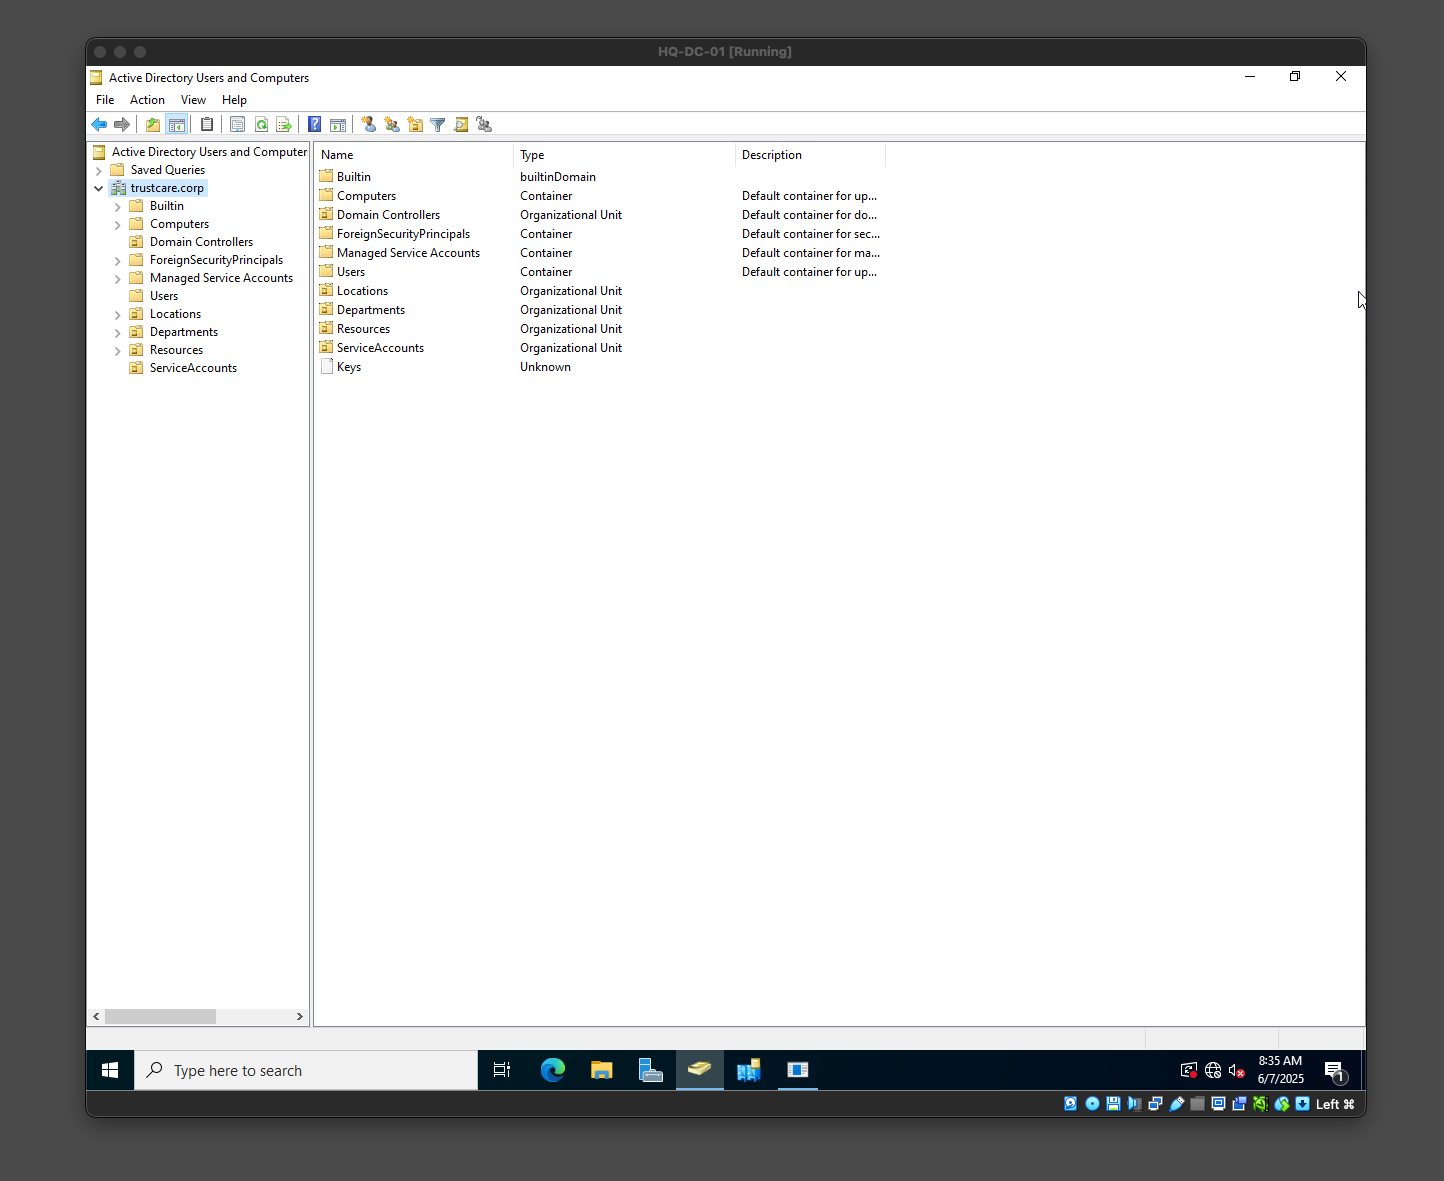 HQ-DC-01 [Running]
Active Directory Users and Computers
File Action View Help
Active Directory Users and Computer
Saved Queries
trustcare.corp
Builtin
Computers
Domain Controllers
ForeignSecurityPrincipals
Managed Service Accounts
Users
Locations
Departments
Resources
ServiceAccounts
Name Type Description
Builtin builtinDomain
Computers Container Default container for up...
Domain Controllers Organizational Unit Default container for do...
ForeignSecurityPrincipals Container Default container for sec...
Managed Service Accounts Container Default container for ma...
Users Container Default container for up...
Locations Organizational Unit
Departments Organizational Unit
Resources Organizational Unit
ServiceAccounts Organizational Unit
Keys Unknown
Type here to search
8:35 AM
6/7/2025
1
Left ⌘